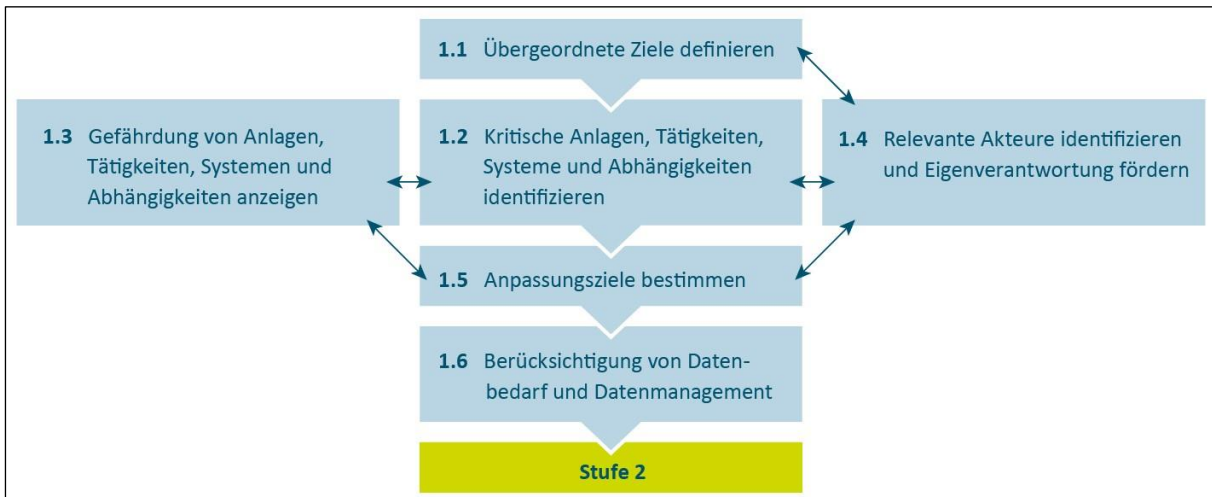 1.1 Übergeordnete Ziele definieren
1.3 Gefährdung von Anlagen,
Tätigkeiten, Systemen und
Abhängigkeiten anzeigen
1.2 Kritische Anlagen, Tätigkeiten,
Systeme und Abhängigkeiten
identifizieren
1.4 Relevante Akteure identifizieren
und Eigenverantwortung fördern
1.5 Anpassungsziele bestimmen
1.6 Berücksichtigung von Daten-
bedarf und Datenmanagement
Stufe 2